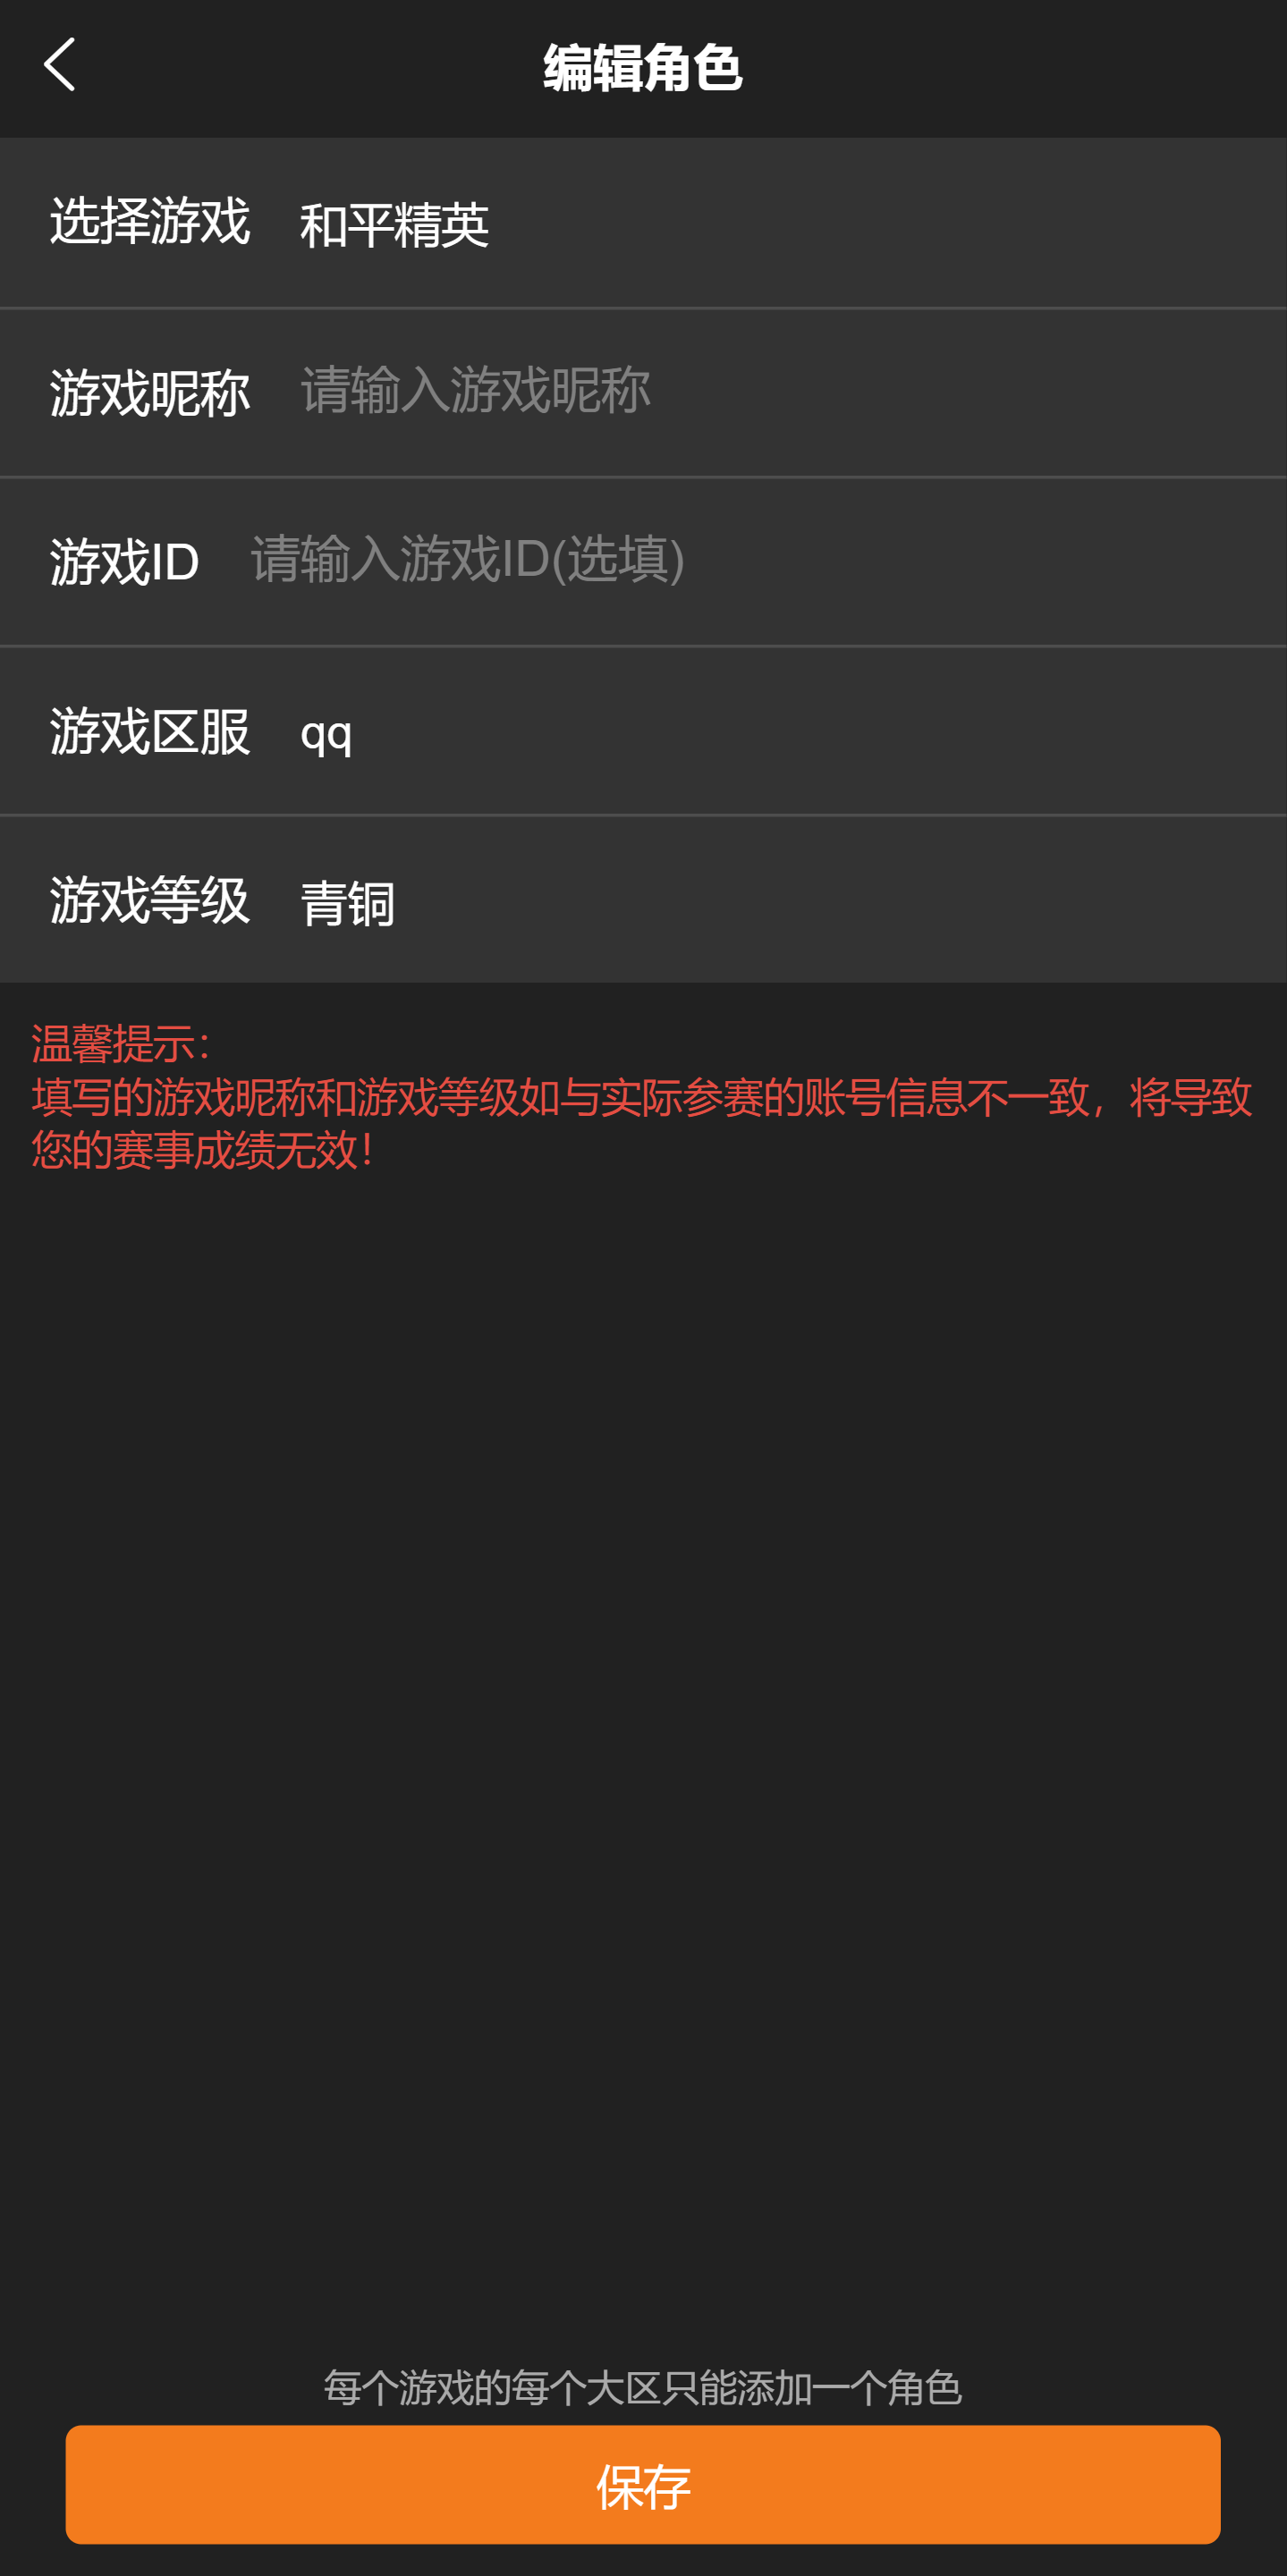 编辑角色
选择游戏 和平精英
游戏昵称 请输入游戏昵称
游戏ID 请输入游戏ID(选填)
游戏区服 qq
游戏等级 青铜
温馨提示：
填写的游戏昵称和游戏等级如与实际参赛的账号信息不一致，将导致
您的赛事成绩无效！
每个游戏的每个大区只能添加一个角色
保存